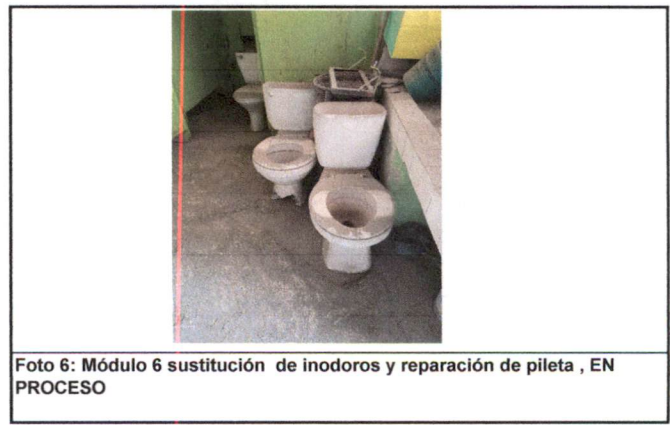 Foto 6: Módulo 6 sustitución  de inodoros y reparación de pileta , EN
PROCESO